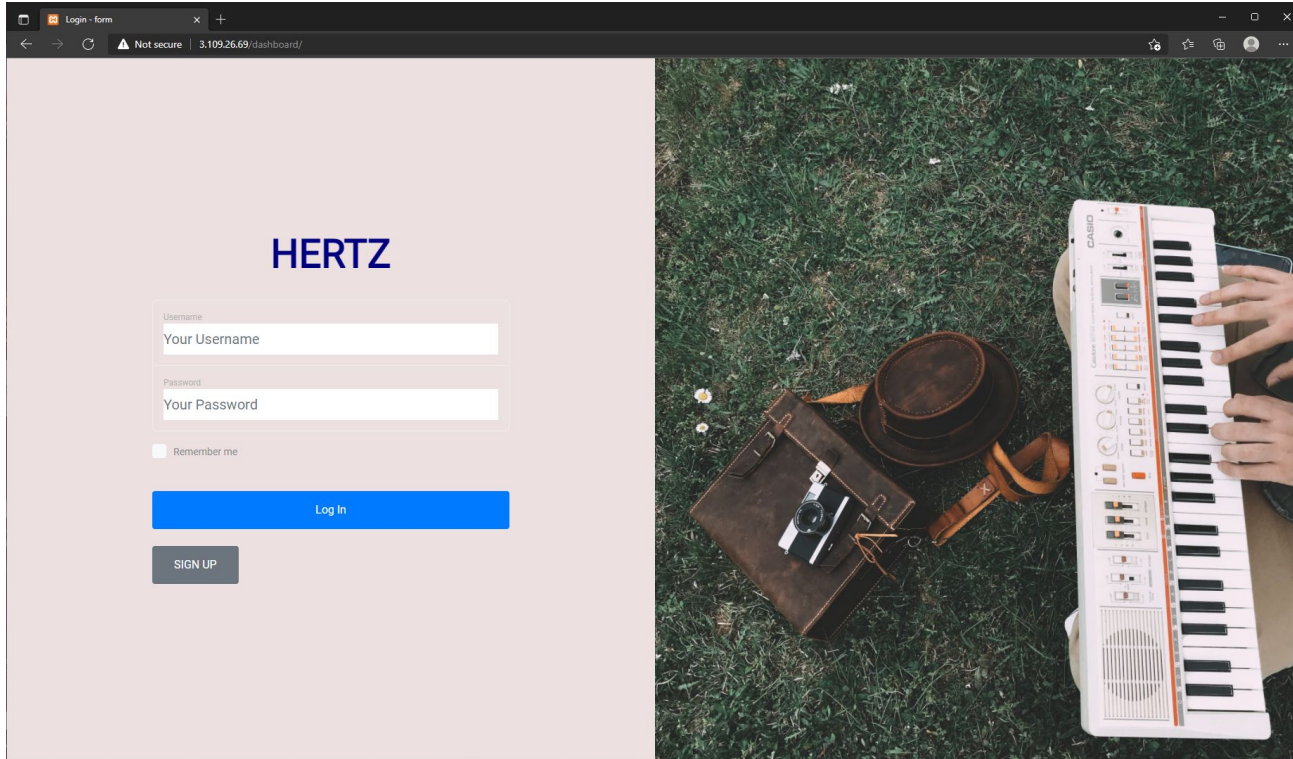 Login - form
Not secure 3.109.26.69/dashboard/
HERTZ
Username
Your Username
Password
Your Password
Remember me
Log In
SIGN UP
CASIO